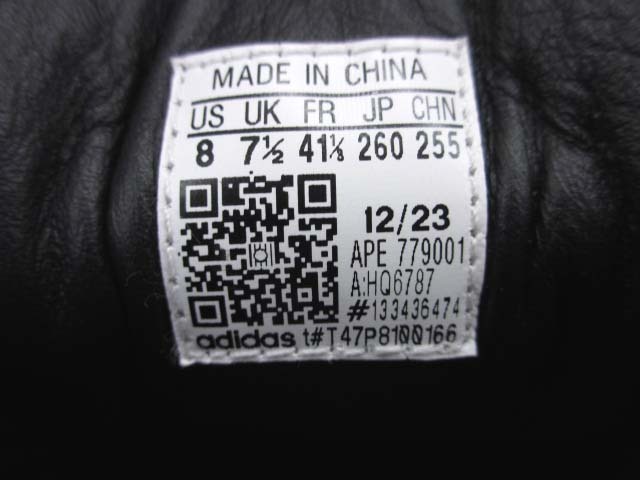 MADE IN CHINA
US UK FR JP CHN
8 7½ 41⅓ 260 255
12/23
APE 779001
A:HQ6787
#133436474
adidas t#T47P8100166